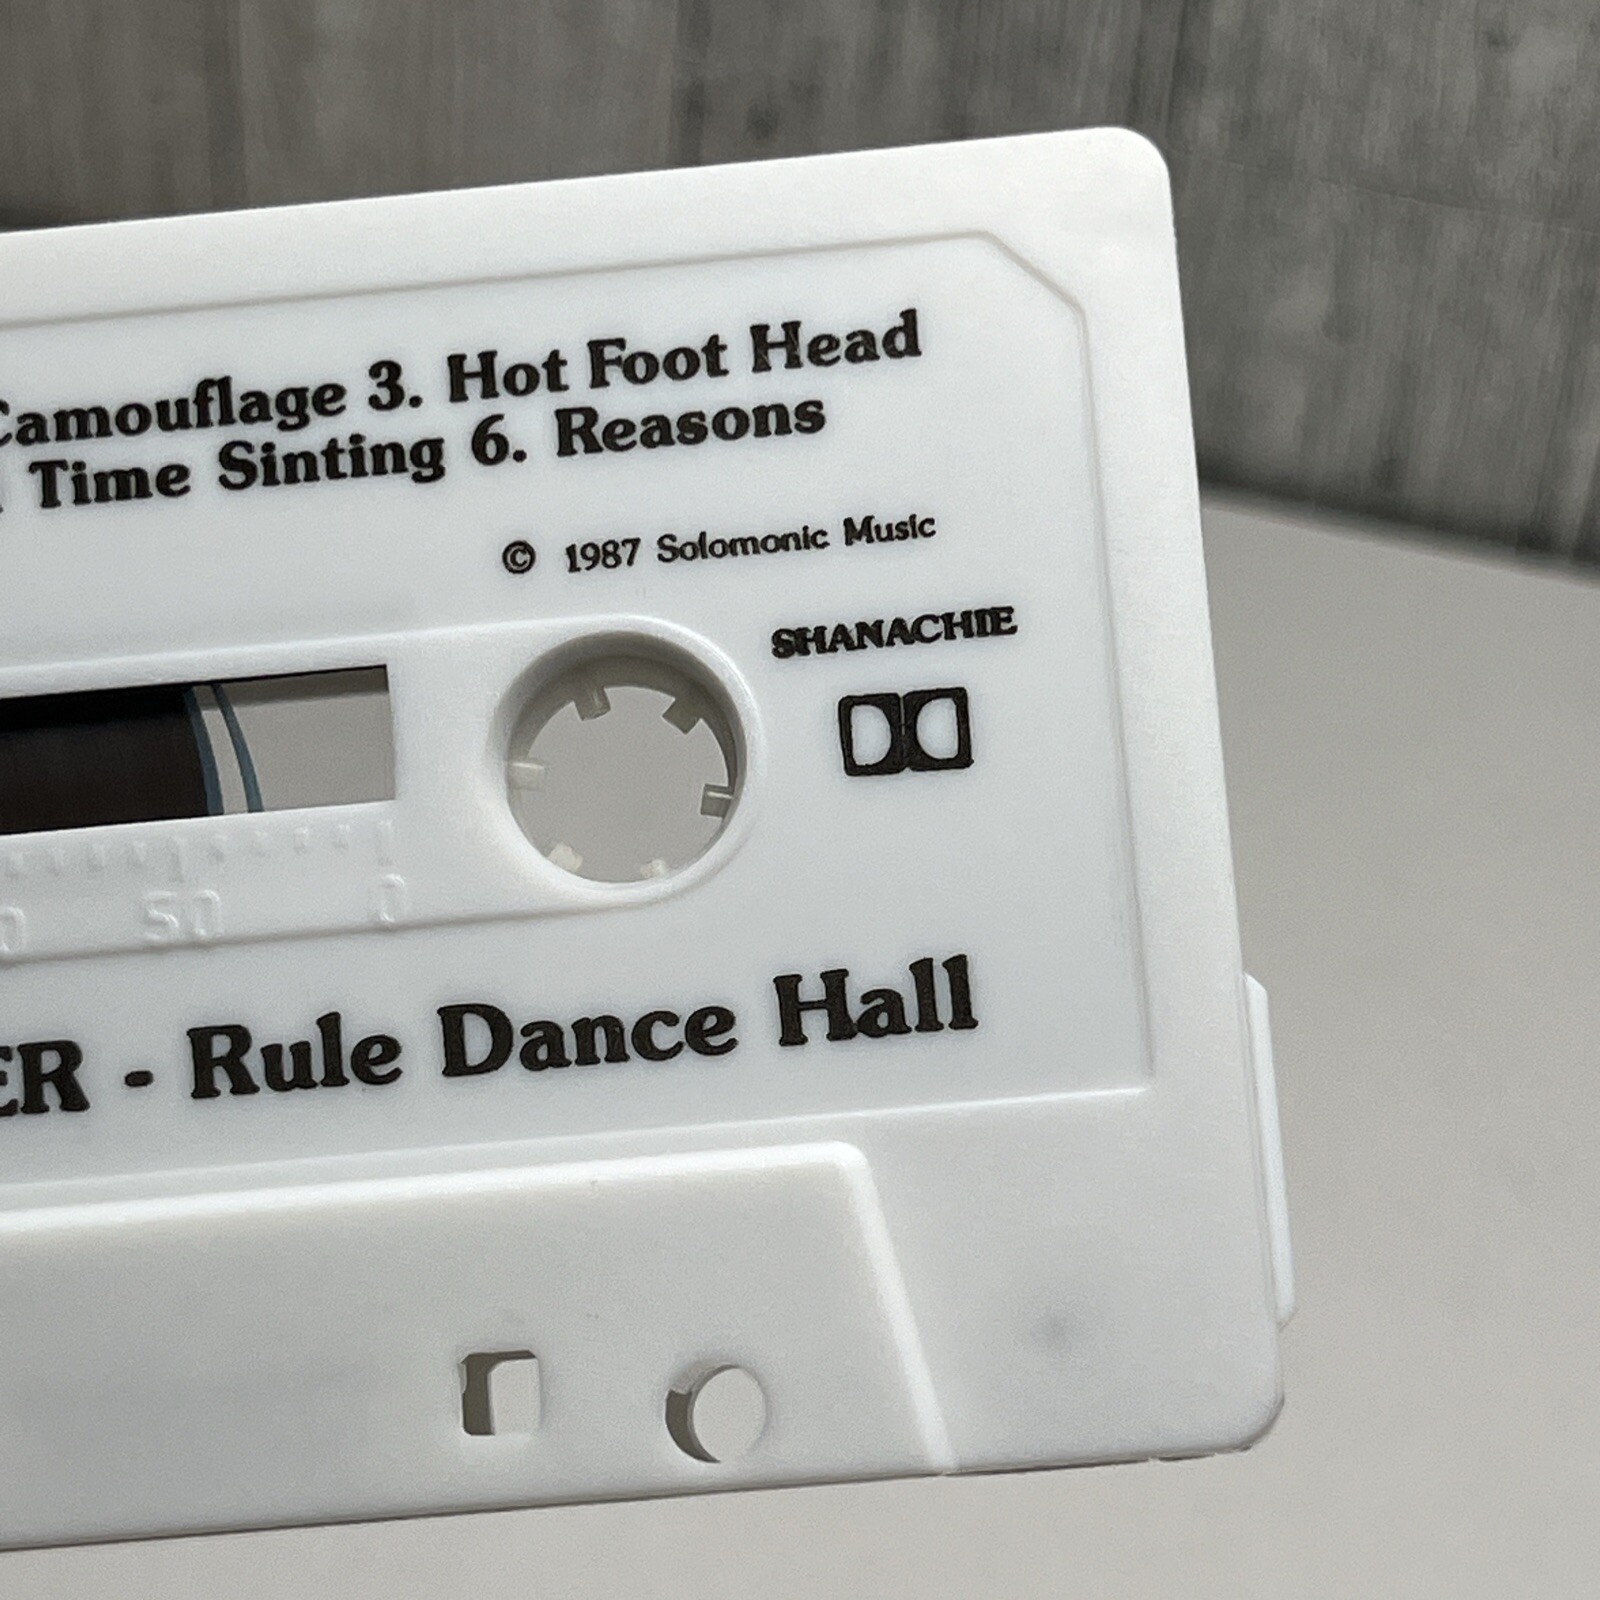 Camouflage 3. Hot Foot Head
Time Sinting 6. Reasons
© 1987 Solomonic Music
SHANACHIE
50 0
ER - Rule Dance Hall